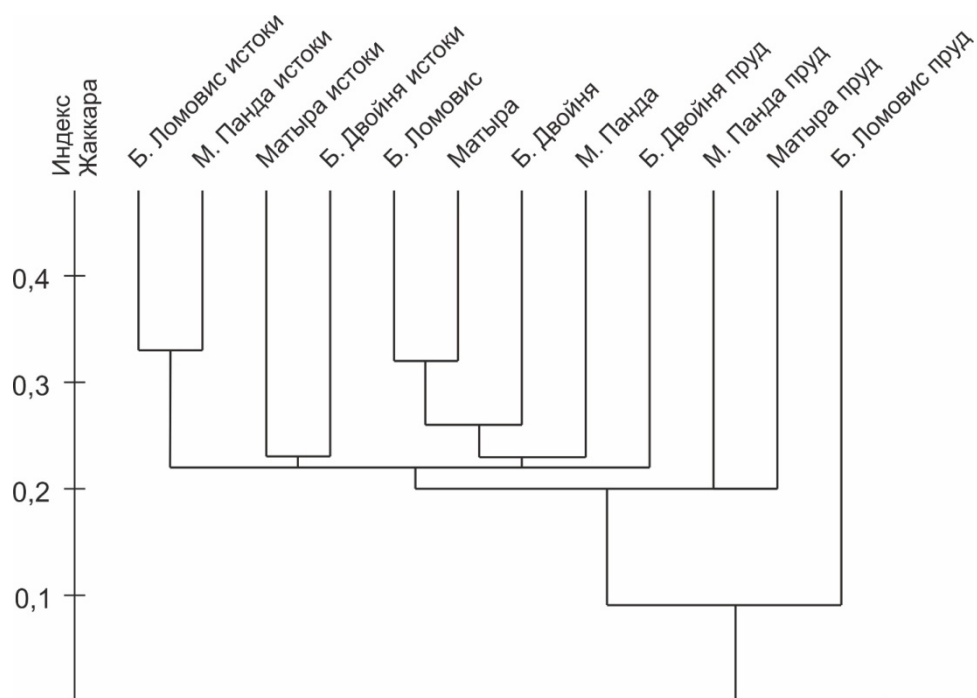 Индекс
Жаккара
Б. Ломовис истоки
М. Панда истоки
Матыра истоки
Б. Двойня истоки
Б. Ломовис
Матыра
Б. Двойня
М. Панда
Б. Двойня пруд
М. Панда пруд
Матыра пруд
Б. Ломовис пруд
0,4
0,3
0,2
0,1